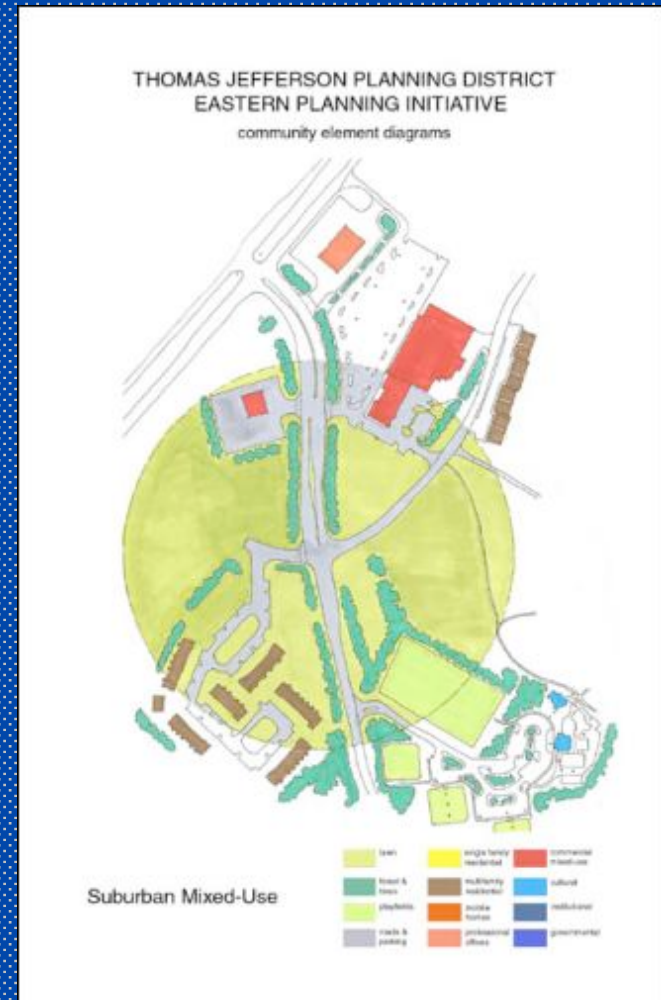 THOMAS JEFFERSON PLANNING DISTRICT
EASTERN PLANNING INITIATIVE
community element diagrams
Suburban Mixed-Use
lawn
single family
residential
commercial
mixed-use
forest &
trees
multifamily
residential
cultural
playfields
mobile
homes
institutional
roads &
parking
professional
offices
governmental